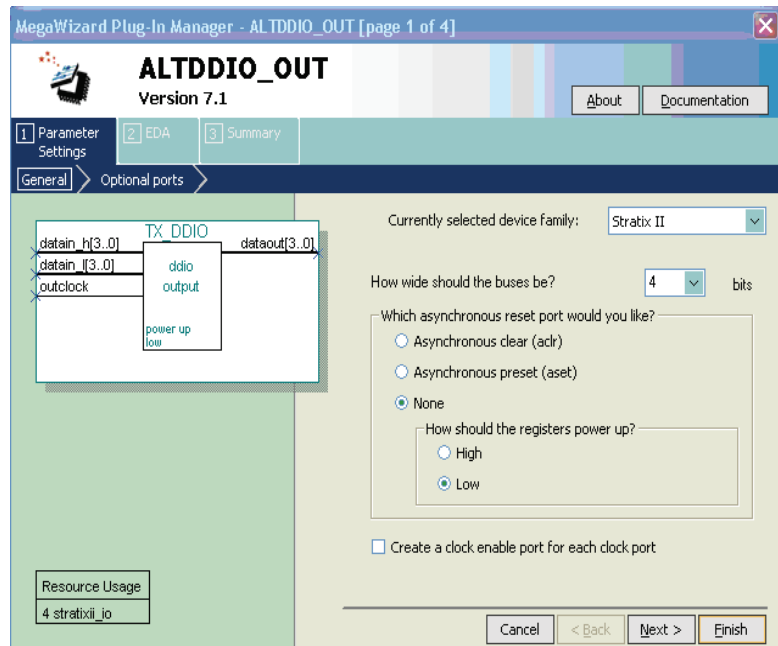 MegaWizard Plug-In Manager - ALTDDIO_OUT [page 1 of 4]
ALTDDIO_OUT
Version 7.1
About
Documentation
1 Parameter Settings
2 EDA
3 Summary
General
Optional ports
TX_DDIO
datain_h[3..0]
dataout[3..0]
datain_l[3..0]
ddio
outclock
output
power up
low
Resource Usage
4 stratixii_io
Currently selected device family:
Stratix II
How wide should the buses be?
4
bits
Which asynchronous reset port would you like?
Asynchronous clear (aclr)
Asynchronous preset (aset)
None
How should the registers power up?
High
Low
Create a clock enable port for each clock port
Cancel
< Back
Next >
Finish